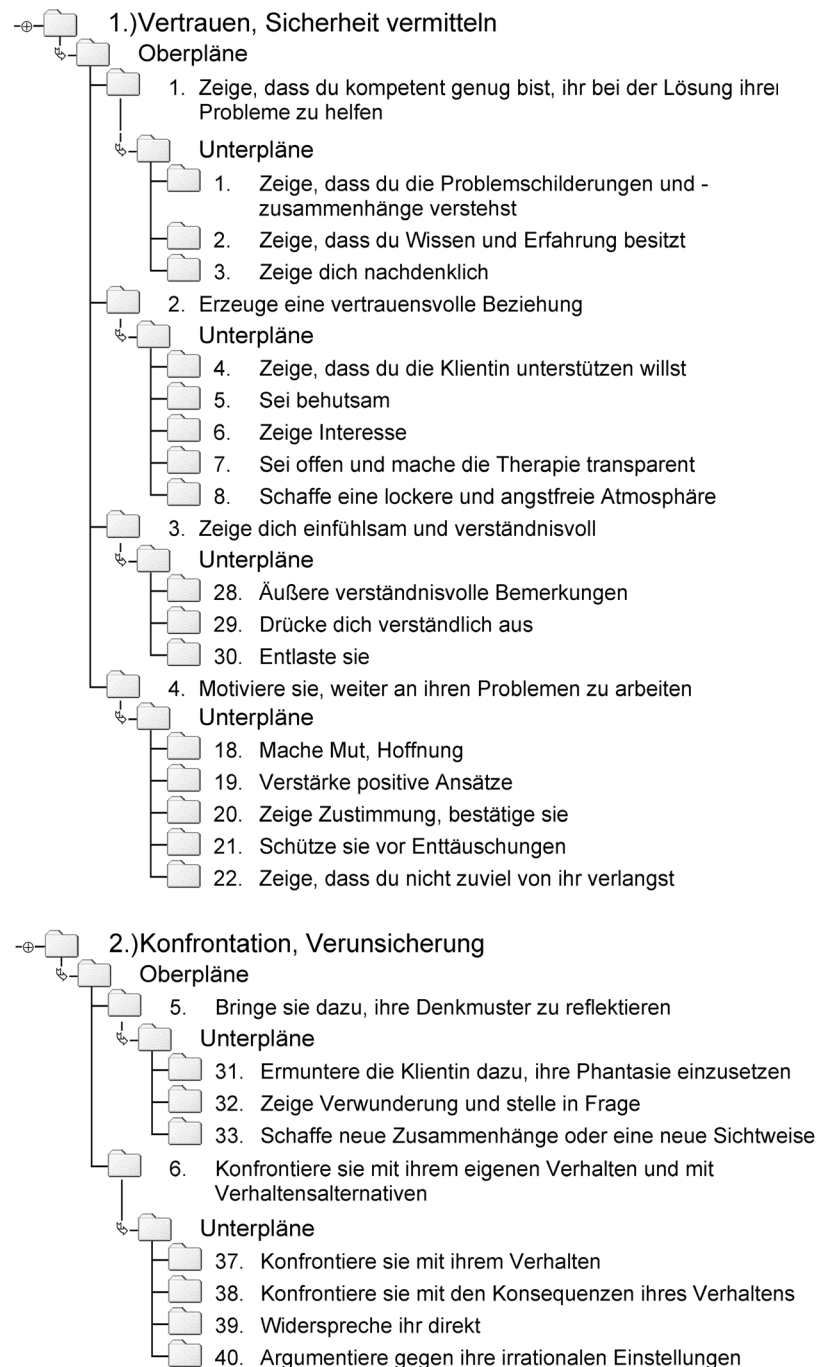 1.)Vertrauen, Sicherheit vermitteln
Oberpläne
1. Zeige, dass du kompetent genug bist, ihr bei der Lösung ihrer
Probleme zu helfen
Unterpläne
1. Zeige, dass du die Problemschilderungen und -
zusammenhänge verstehst
2. Zeige, dass du Wissen und Erfahrung besitzt
3. Zeige dich nachdenklich
2. Erzeuge eine vertrauensvolle Beziehung
Unterpläne
4. Zeige, dass du die Klientin unterstützen willst
5. Sei behutsam
6. Zeige Interesse
7. Sei offen und mache die Therapie transparent
8. Schaffe eine lockere und angstfreie Atmosphäre
3. Zeige dich einfühlsam und verständnisvoll
Unterpläne
28. Äußere verständnisvolle Bemerkungen
29. Drücke dich verständlich aus
30. Entlaste sie
4. Motiviere sie, weiter an ihren Problemen zu arbeiten
Unterpläne
18. Mache Mut, Hoffnung
19. Verstärke positive Ansätze
20. Zeige Zustimmung, bestätige sie
21. Schütze sie vor Enttäuschungen
22. Zeige, dass du nicht zuviel von ihr verlangst
2.)Konfrontation, Verunsicherung
Oberpläne
5. Bringe sie dazu, ihre Denkmuster zu reflektieren
Unterpläne
31. Ermuntere die Klientin dazu, ihre Phantasie einzusetzen
32. Zeige Verwunderung und stelle in Frage
33. Schaffe neue Zusammenhänge oder eine neue Sichtweise
6. Konfrontiere sie mit ihrem eigenen Verhalten und mit
Verhaltensalternativen
Unterpläne
37. Konfrontiere sie mit ihrem Verhalten
38. Konfrontiere sie mit den Konsequenzen ihres Verhaltens
39. Widerspreche ihr direkt
40. Argumentiere gegen ihre irrationalen Einstellungen